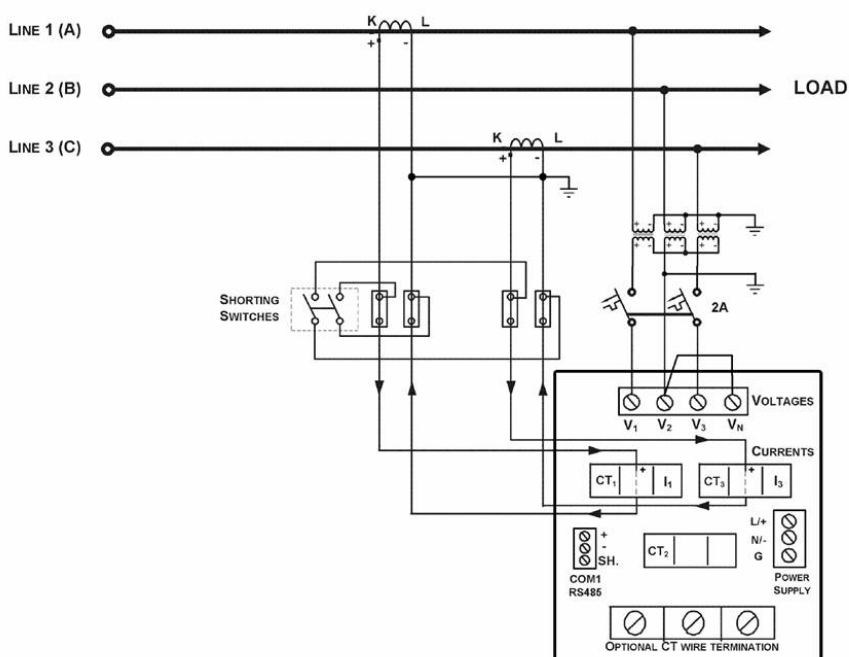 LINE 1 (A)
K L
+ -
LINE 2 (B)
LOAD
LINE 3 (C)
K L
+ -
+ - + - + -
+ - + - + -
SHORTING
SWITCHES
2A
VOLTAGES
V1 V2 V3 VN
CURRENTS
CT1 + I1
CT3 + I3
+
-
SH.
COM1
RS485
CT2
L/+
N/-
G
POWER
SUPPLY
OPTIONAL CT WIRE TERMINATION